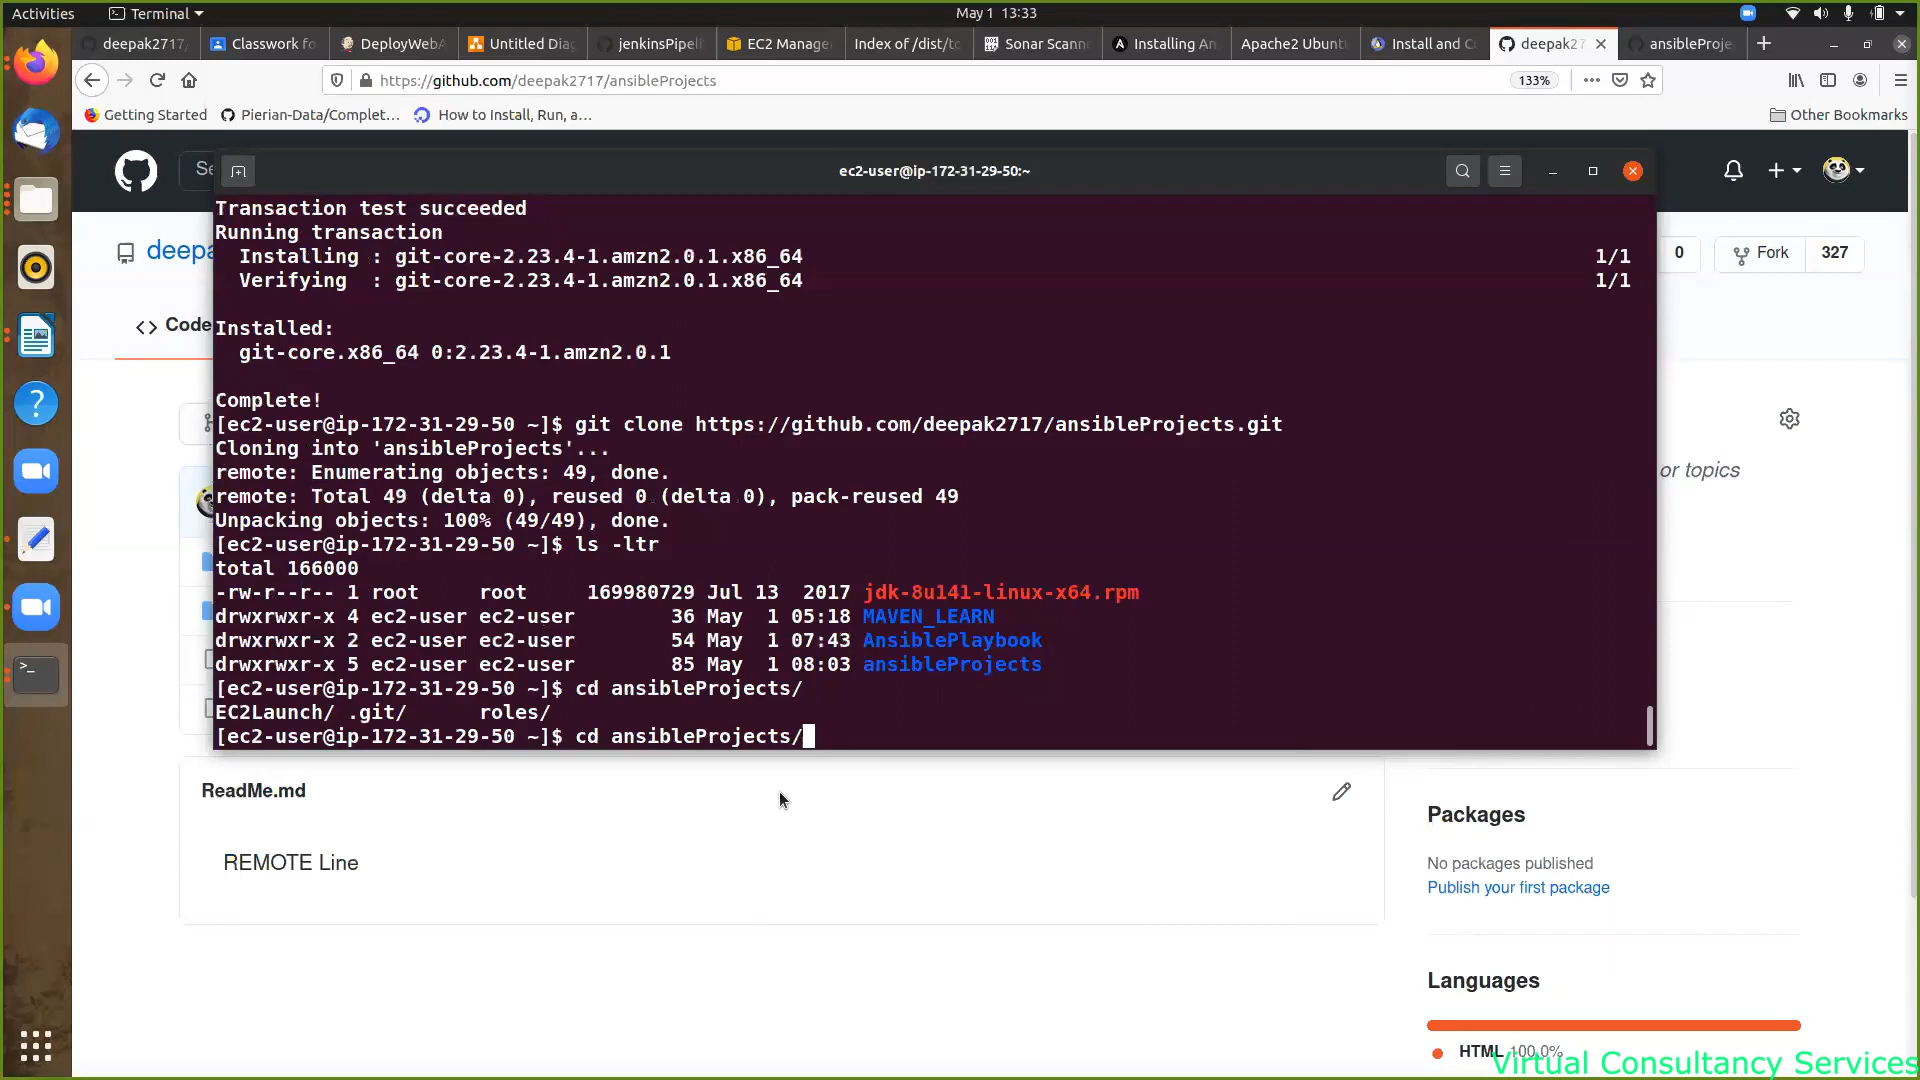 Activities Terminal May 1 13:33
deepak2717, Classwork fo DeployWebA Untitled Dia jenkinsPipel EC2 Manage Index of /dist/to Sonar Scann Installing An Apache2 Ubunt Install and C deepak27 ansibleProje
https://github.com/deepak2717/ansibleProjects 133%
Getting Started Pierian-Data/Complet... How to Install, Run, a... Other Bookmarks
Se ec2-user@ip-172-31-29-50:~
Transaction test succeeded
Running transaction
Installing : git-core-2.23.4-1.amzn2.0.1.x86_64 1/1
Verifying : git-core-2.23.4-1.amzn2.0.1.x86_64 1/1
Installed:
git-core.x86_64 0:2.23.4-1.amzn2.0.1
Complete!
[ec2-user@ip-172-31-29-50 ~]$ git clone https://github.com/deepak2717/ansibleProjects.git
Cloning into 'ansibleProjects'...
remote: Enumerating objects: 49, done.
remote: Total 49 (delta 0), reused 0 (delta 0), pack-reused 49
Unpacking objects: 100% (49/49), done.
[ec2-user@ip-172-31-29-50 ~]$ ls -ltr
total 166000
-rw-r--r-- 1 root root 169980729 Jul 13 2017 jdk-8u141-linux-x64.rpm
drwxrwxr-x 4 ec2-user ec2-user 36 May 1 05:18 MAVEN_LEARN
drwxrwxr-x 2 ec2-user ec2-user 54 May 1 07:43 AnsiblePlaybook
drwxrwxr-x 5 ec2-user ec2-user 85 May 1 08:03 ansibleProjects
[ec2-user@ip-172-31-29-50 ~]$ cd ansibleProjects/
EC2Launch/ .git/ roles/
[ec2-user@ip-172-31-29-50 ~]$ cd ansibleProjects/
deepa
0 Fork 327
<> Code
or topics
ReadMe.md
REMOTE Line
Packages
No packages published
Publish your first package
Languages
HTML 100.0%
Virtual Consultancy Services